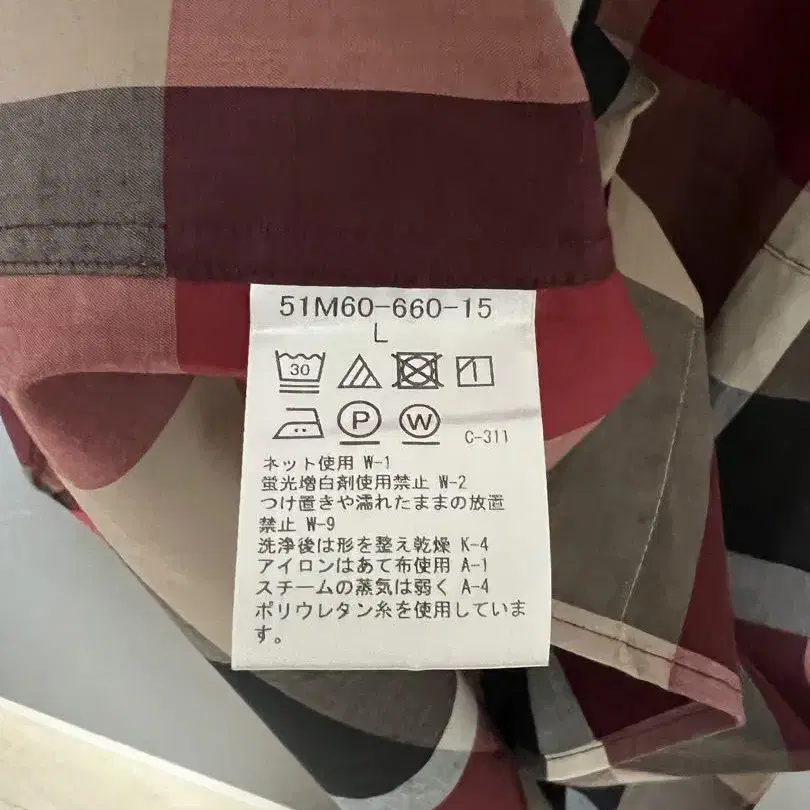 51M60-660-15
L
30
P W C-311
ネット使用 W-1
蛍光増白剤使用禁止 W-2
つけ置きや濡れたままの放置
禁止 W-9
洗浄後は形を整え乾燥 K-4
アイロンはあて布使用 A-1
スチームの蒸気は弱く A-4
ポリウレタン糸を使用していま
す。